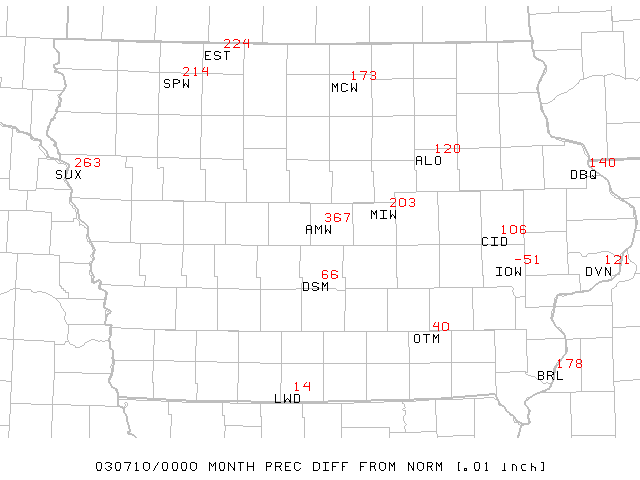 224
EST
214
SPW
173
MCW
120
ALO
263
SUX
140
DBQ
203
MIW
367
AMW
106
CID
-51
IOW
121
DVN
66
DSM
40
OTM
178
BRL
14
LWD
030710/0000 MONTH PREC DIFF FROM NORM [.01 inch]